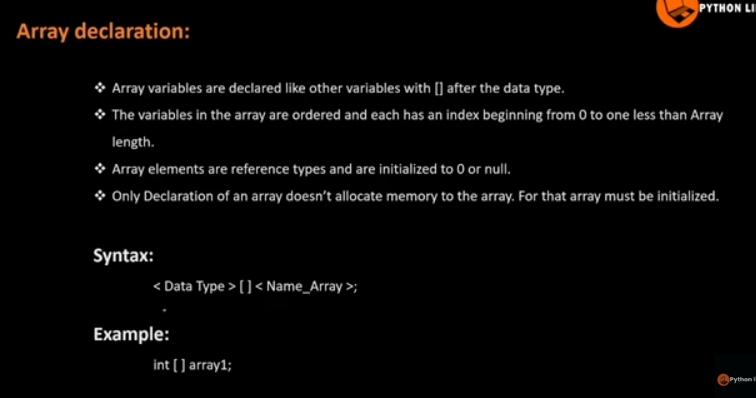 PYTHON LI
Array declaration:
❖ Array variables are declared like other variables with [] after the data type.
❖ The variables in the array are ordered and each has an index beginning from 0 to one less than Array
length.
❖ Array elements are reference types and are initialized to 0 or null.
❖ Only Declaration of an array doesn't allocate memory to the array. For that array must be initialized.
Syntax:
< Data Type > [ ] < Name_Array >;
Example:
int [ ] array1;
Python